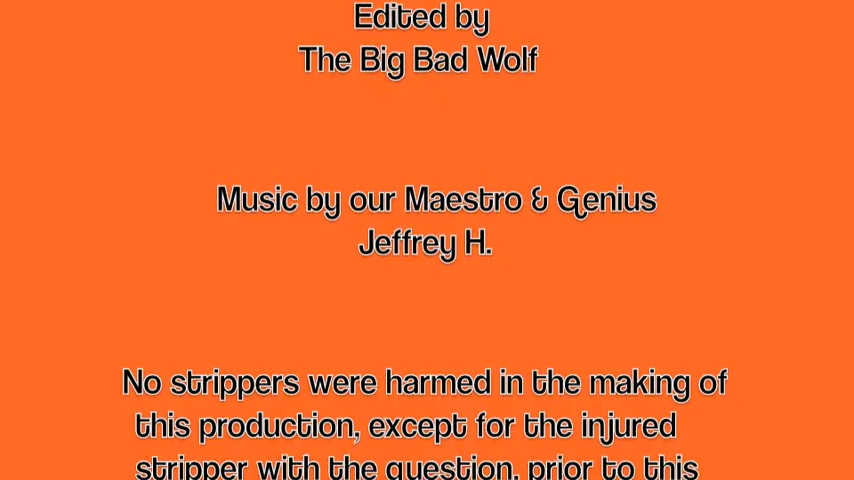 Edited by
The Big Bad Wolf
Music by our Maestro & Genius
Jeffrey H.
No strippers were harmed in the making of
this production, except for the injured
stripper with the question, prior to this